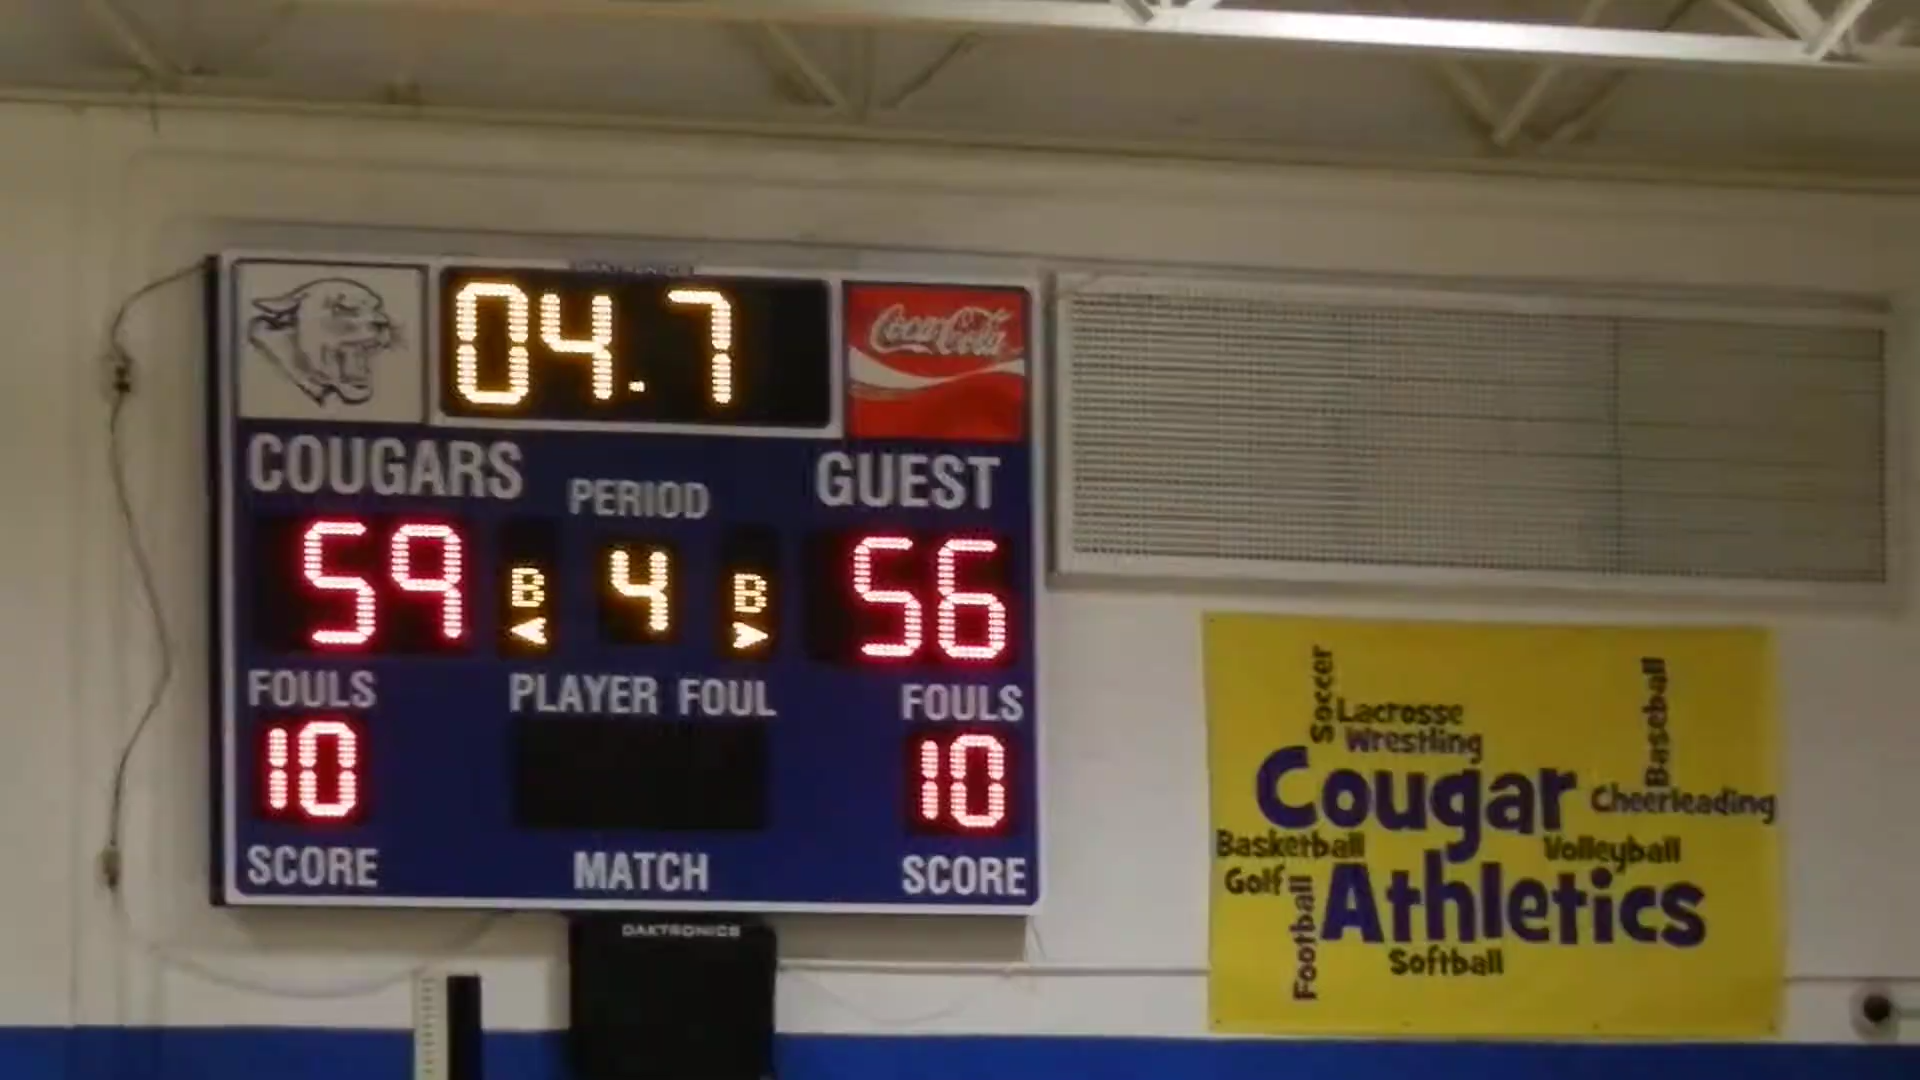 DAKTRONICS
04.7
Coca-Cola
COUGARS
PERIOD
GUEST
59
B
4
B
56
FOULS
PLAYER FOUL
FOULS
10
10
SCORE
MATCH
SCORE
DAKTRONICS
Soccer
Lacrosse
Wrestling
Baseball
Cougar
Cheerleading
Basketball
Volleyball
Golf
Football
Athletics
Softball